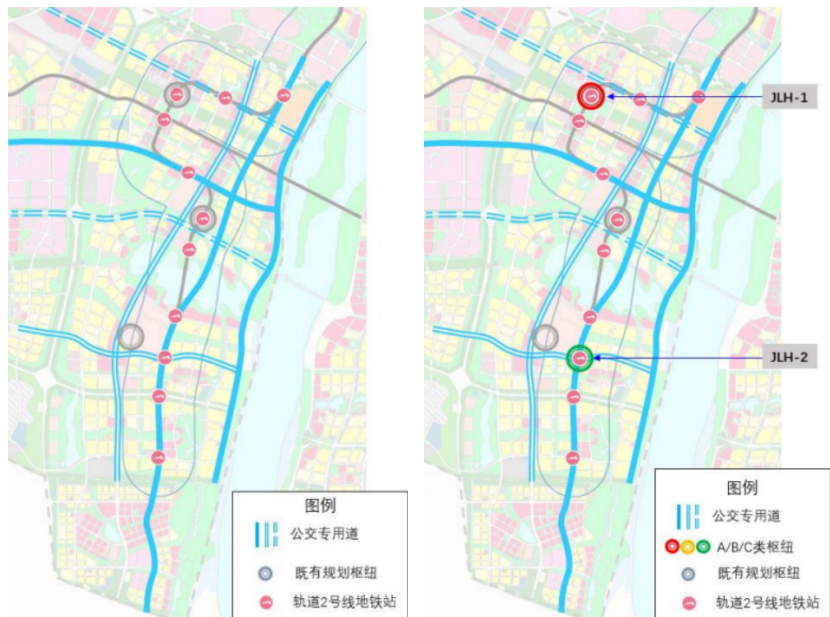 图例
公交专用道
既有规划枢纽
轨道2号线地铁站
JLH-1
JLH-2
图例
公交专用道
A/B/C类枢纽
既有规划枢纽
轨道2号线地铁站